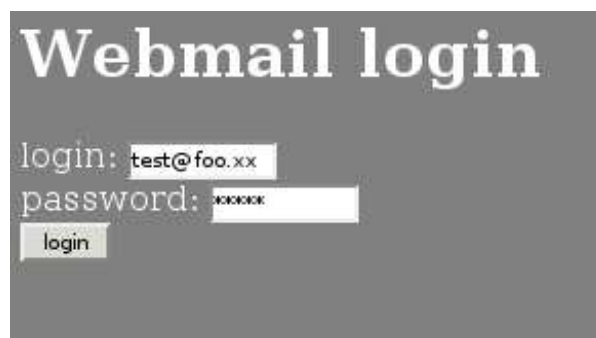 Webmail login
login: test@foo.xx
password: *****
login